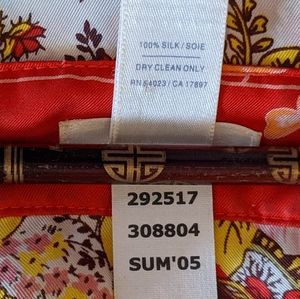 100% SILK / SOIE
DRY CLEAN ONLY
RN 54023 / CA 17897
292517
308804
SUM'05